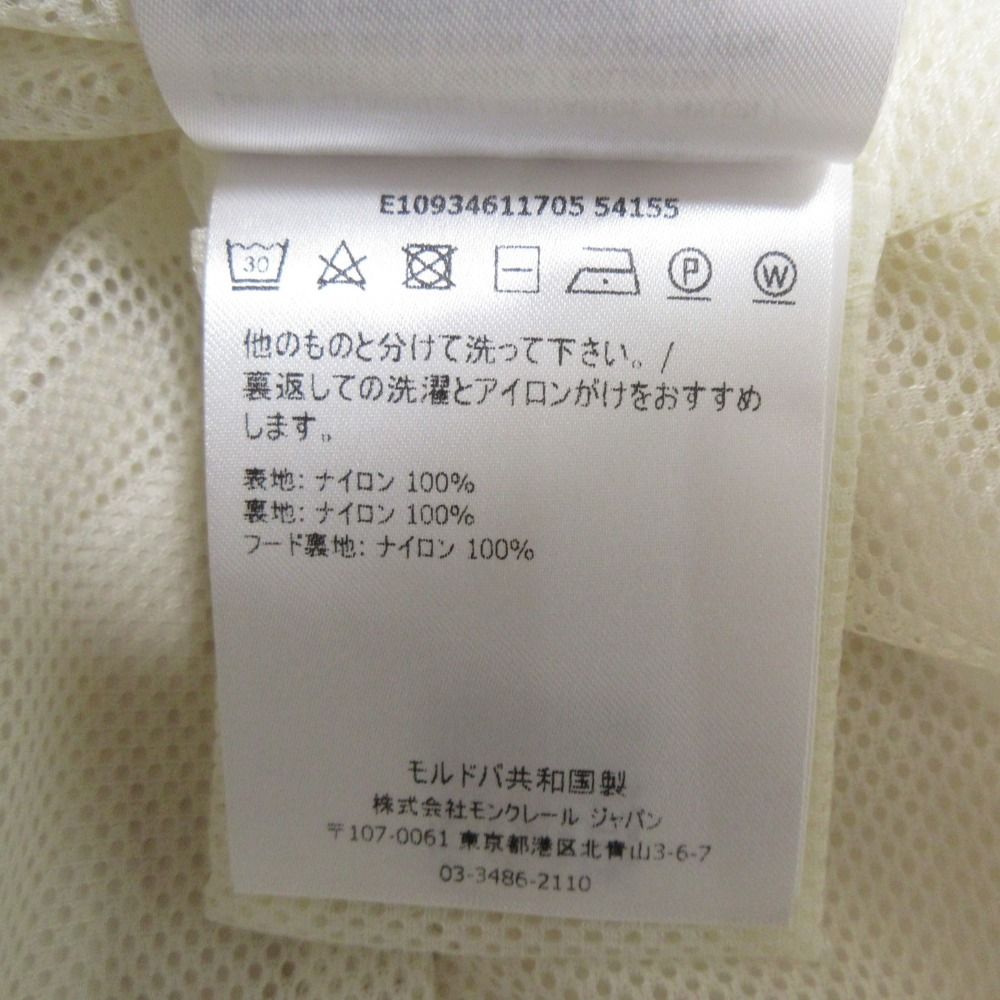 E10934611705 54155
30 P W
他のものと分けて洗って下さい。/
裏返しての洗濯とアイロンがけをおすすめ
します。
表地: ナイロン 100%
裏地: ナイロン 100%
フード裏地: ナイロン 100%
モルドバ共和国製
株式会社モンクレール ジャパン
〒107-0061 東京都港区北青山3-6-7
03-3486-2110